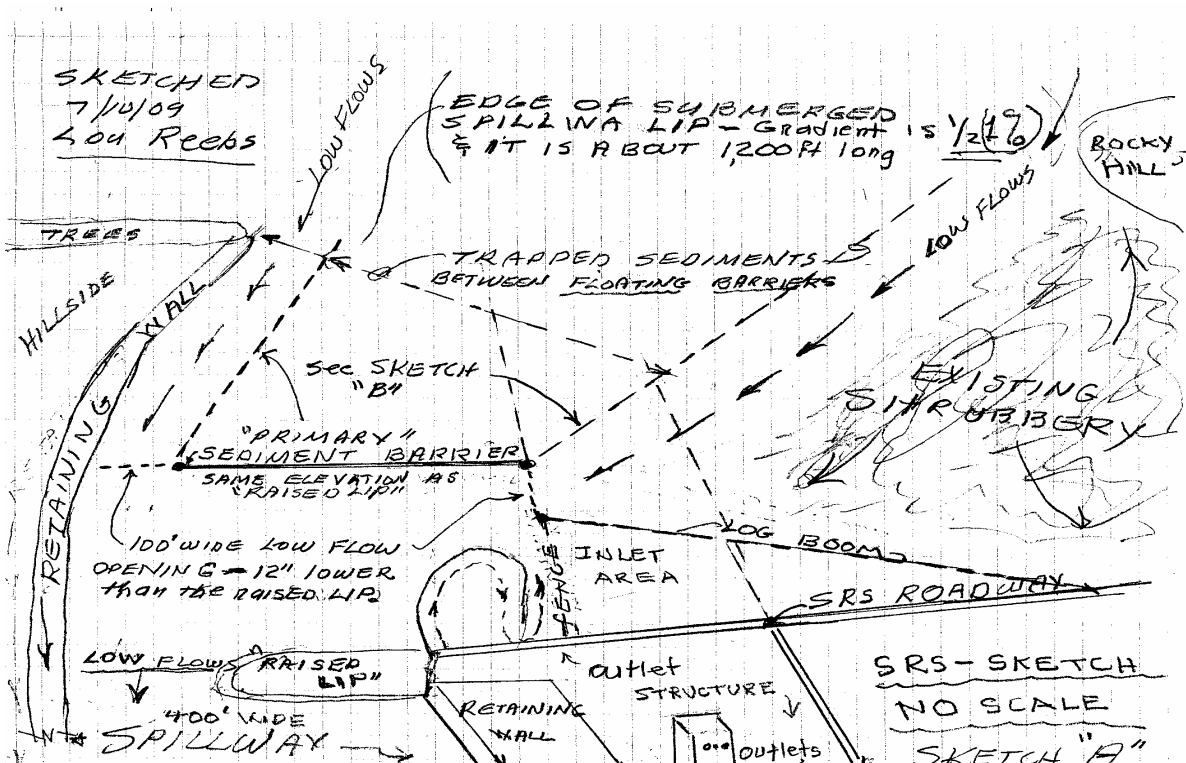 SKETCHED
7/10/09
Lou Reebs
LOW FLOWS
EDGE OF SUBMERGED
SPILLWA LIP - Gradient is 1/2 (1%)
& IT IS ABOUT 1,200 ft long
ROCKY
HILL
LOW FLOWS
TREES
HILLSIDE
TRAPPED SEDIMENTS
BETWEEN FLOATING BARRIERS
RETAINING WALL
see SKETCH
"B"
EXISTING
SHRUBBERY
"PRIMARY"
SEDIMENT BARRIER
SAME ELEVATION AS
"RAISED LIP"
100' WIDE LOW FLOW
OPENING - 12" LOWER
than the RAISED LIP
FENCE
INLET
AREA
LOG BOOM
SRS ROADWAY
LOW FLOWS
"RAISED
LIP"
400' WIDE
SPILLWAY
RETAINING
WALL
outlet
STRUCTURE
outlets
SRS-SKETCH
NO SCALE
SKETCH "A"